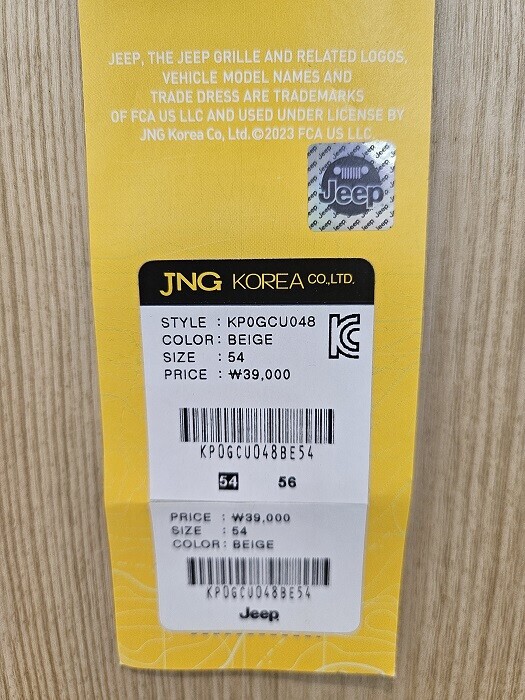 JEEP, THE JEEP GRILLE AND RELATED LOGOS,
VEHICLE MODEL NAMES AND
TRADE DRESS ARE TRADEMARKS
OF FCA US LLC AND USED UNDER LICENSE BY
JNG Korea Co, Ltd.©2023 FCA US LLC
Jeep
JNG KOREA CO.,LTD.
STYLE : KP0GCU048
COLOR : BEIGE
SIZE : 54
PRICE : ₩39,000
KP0GCU048BE54
54 56
PRICE : ₩39,000
SIZE : 54
COLOR : BEIGE
KP0GCU048BE54
Jeep